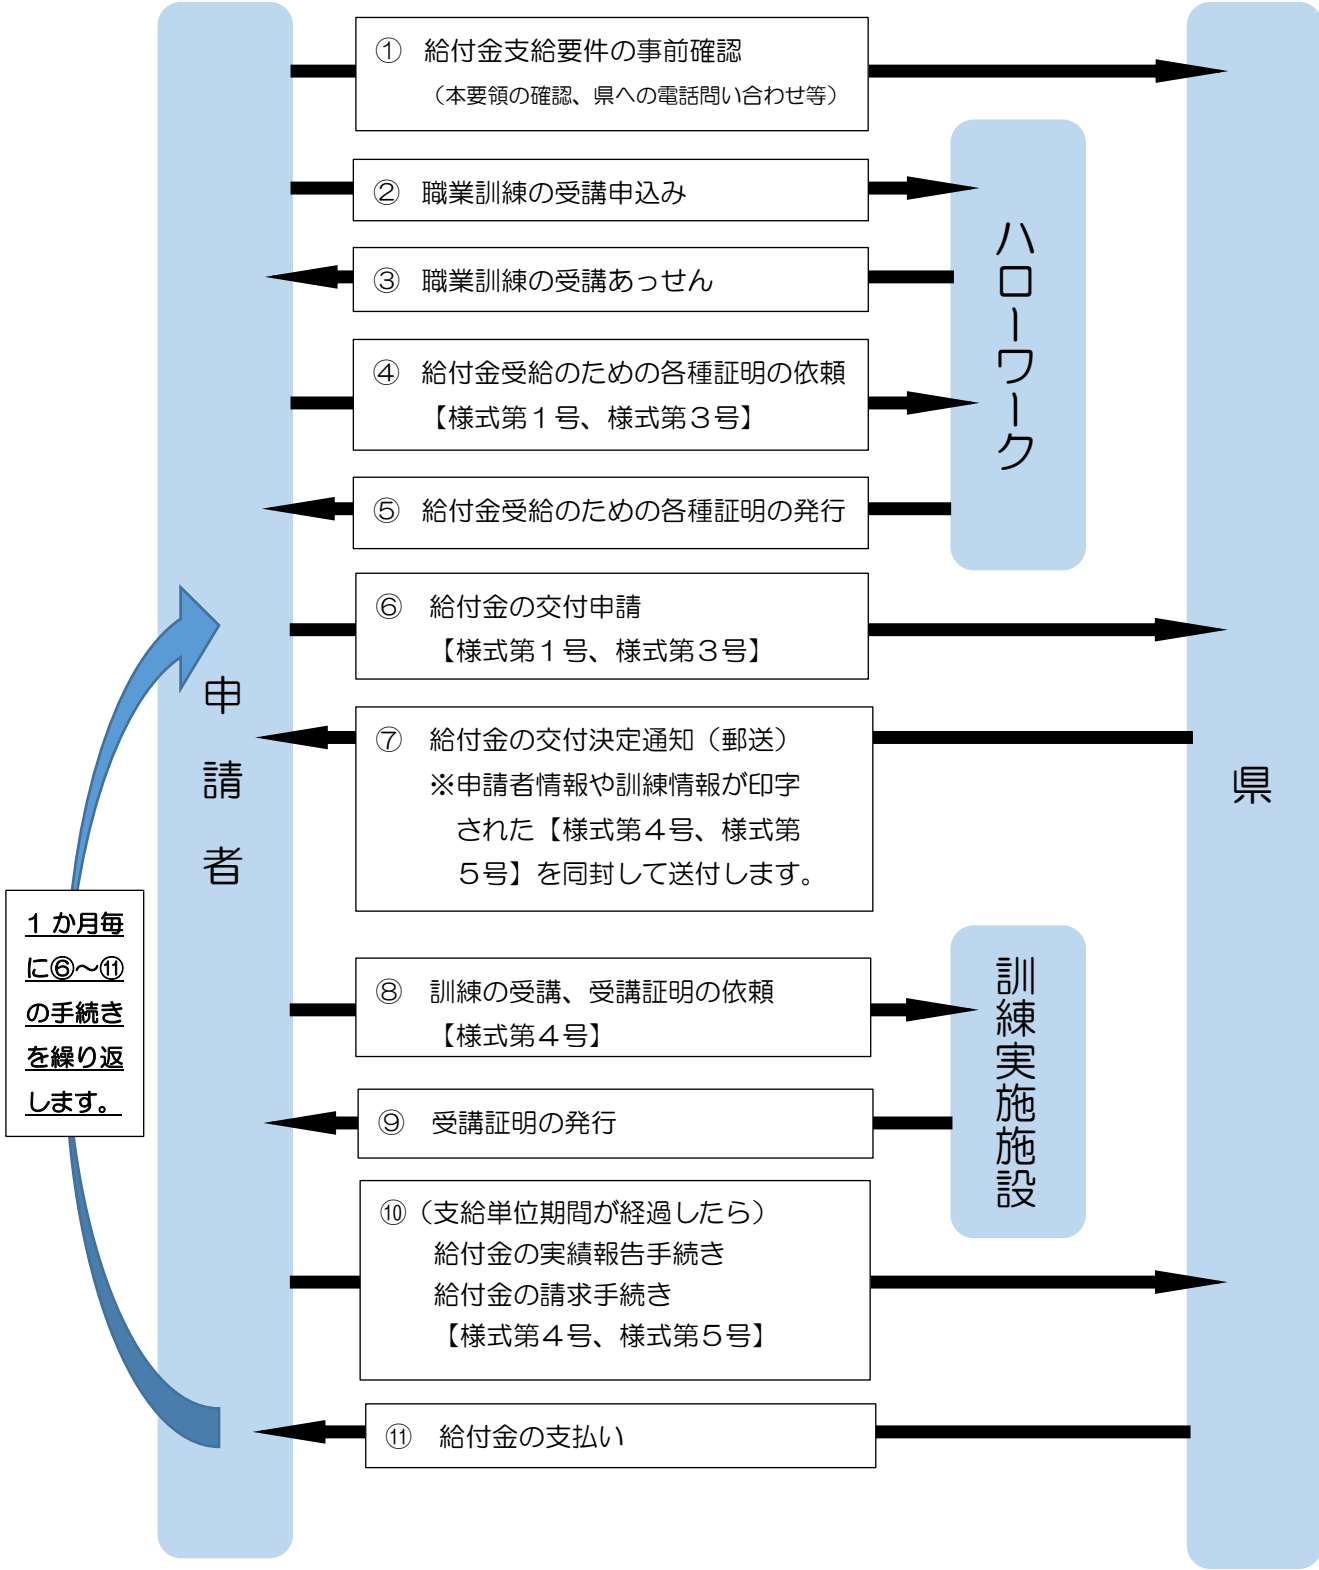 ① 給付金支給要件の事前確認
（本要領の確認、県への電話問い合わせ等）
② 職業訓練の受講申込み
③ 職業訓練の受講あっせん
④ 給付金受給のための各種証明の依頼
【様式第１号、様式第３号】
⑤ 給付金受給のための各種証明の発行
ハローワーク
⑥ 給付金の交付申請
【様式第１号、様式第３号】
申請者
県
⑦ 給付金の交付決定通知（郵送）
※申請者情報や訓練情報が印字
された【様式第４号、様式第
５号】を同封して送付します。
１か月毎
に⑥～⑪
の手続き
を繰り返
します。
⑧ 訓練の受講、受講証明の依頼
【様式第４号】
⑨ 受講証明の発行
訓練実施施設
⑩（支給単位期間が経過したら）
給付金の実績報告手続き
給付金の請求手続き
【様式第４号、様式第５号】
⑪ 給付金の支払い